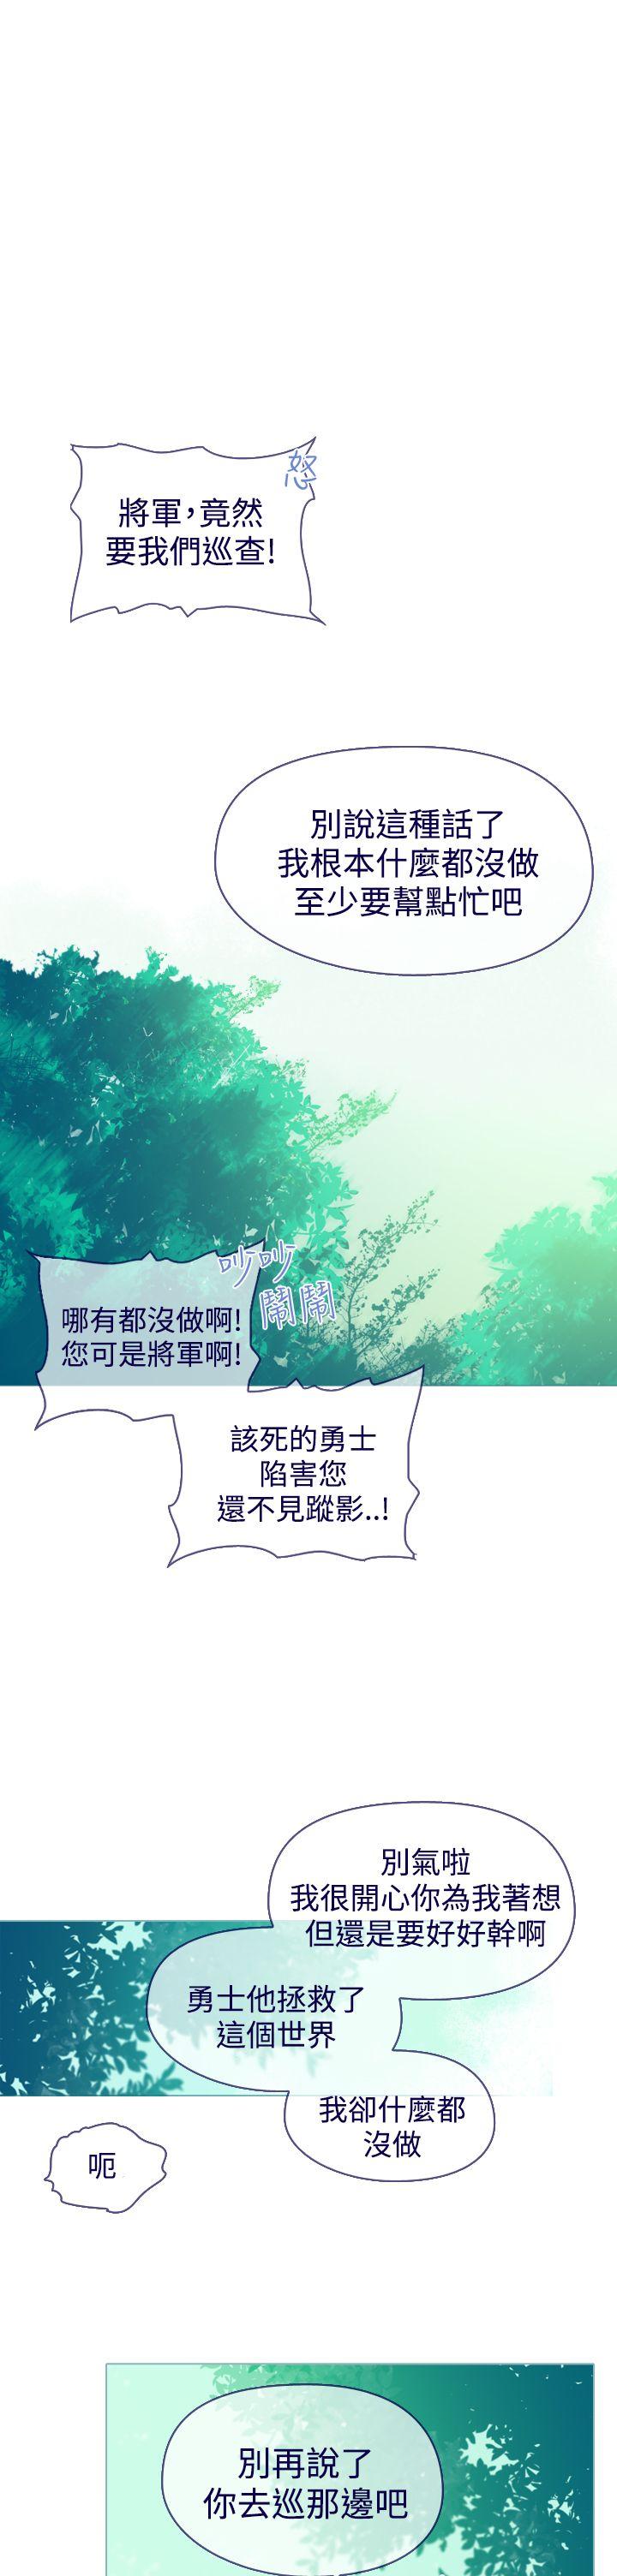 怒
將軍,竟然
要我們巡查!
別說這種話了
我根本什麼都沒做
至少要幫點忙吧
吵吵
鬧鬧
哪有都沒做啊!
您可是將軍啊!
該死的勇士
陷害您
還不見蹤影..!
別氣啦
我很開心你為我著想
但還是要好好幹啊
勇士他拯救了
這個世界
我卻什麼都
沒做
呃
別再說了
你去巡那邊吧